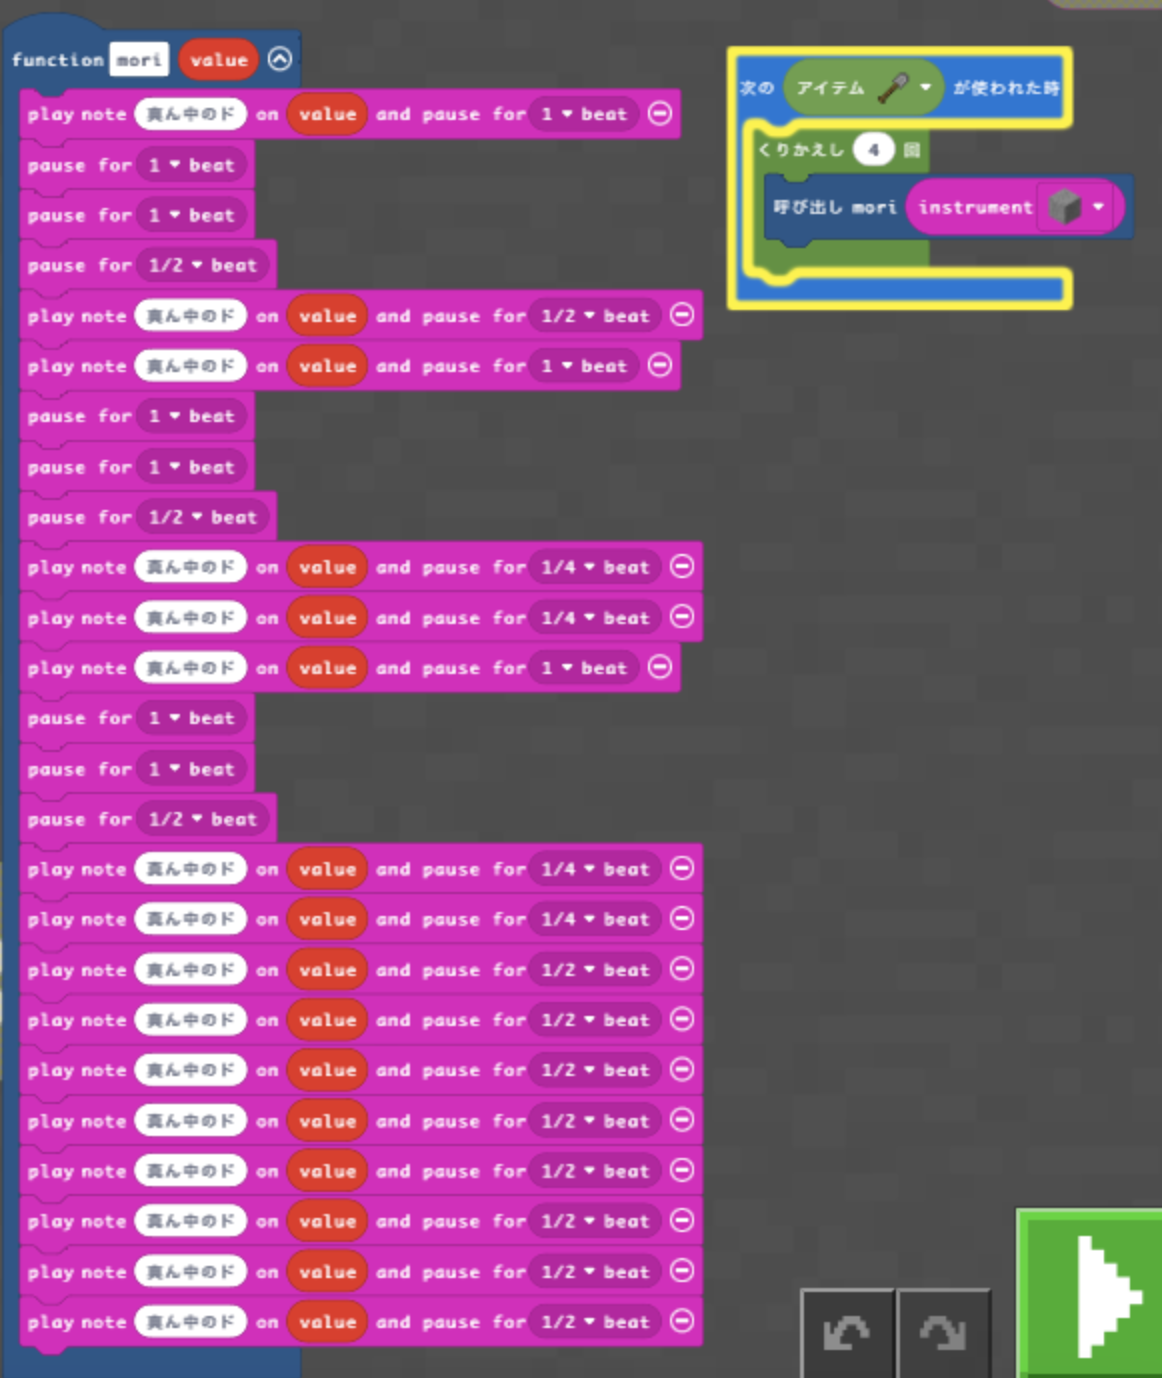 function mori value
play note 真ん中のド on value and pause for 1 beat
pause for 1 beat
pause for 1 beat
pause for 1/2 beat
play note 真ん中のド on value and pause for 1/2 beat
play note 真ん中のド on value and pause for 1 beat
pause for 1 beat
pause for 1 beat
pause for 1/2 beat
play note 真ん中のド on value and pause for 1/4 beat
play note 真ん中のド on value and pause for 1/4 beat
play note 真ん中のド on value and pause for 1 beat
pause for 1 beat
pause for 1 beat
pause for 1/2 beat
play note 真ん中のド on value and pause for 1/4 beat
play note 真ん中のド on value and pause for 1/4 beat
play note 真ん中のド on value and pause for 1/2 beat
play note 真ん中のド on value and pause for 1/2 beat
play note 真ん中のド on value and pause for 1/2 beat
play note 真ん中のド on value and pause for 1/2 beat
play note 真ん中のド on value and pause for 1/2 beat
play note 真ん中のド on value and pause for 1/2 beat
play note 真ん中のド on value and pause for 1/2 beat
play note 真ん中のド on value and pause for 1/2 beat
次の アイテム が使われた時
くりかえし 4 回
呼び出し mori instrument